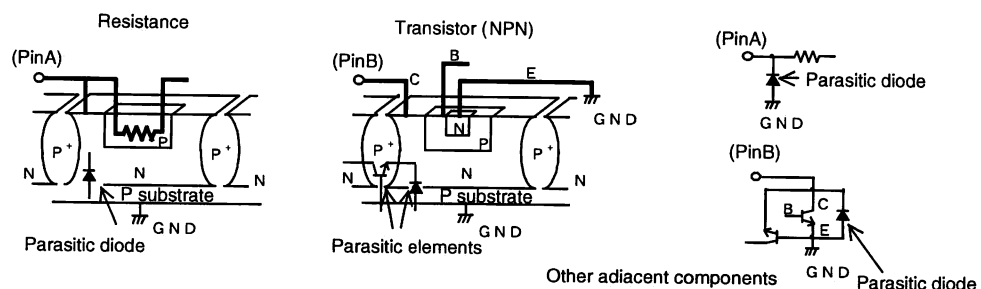 Resistance
(PinA)
P
P+
P+
N
N
N
P substrate
GND
Parasitic diode
Transistor (NPN)
(PinB)
C
B
E
GND
N
P
P+
P+
N
N
N
P substrate
GND
Parasitic elements
(PinA)
Parasitic diode
GND
(PinB)
C
B
E
GND
Parasitic diode
Other adiacent components